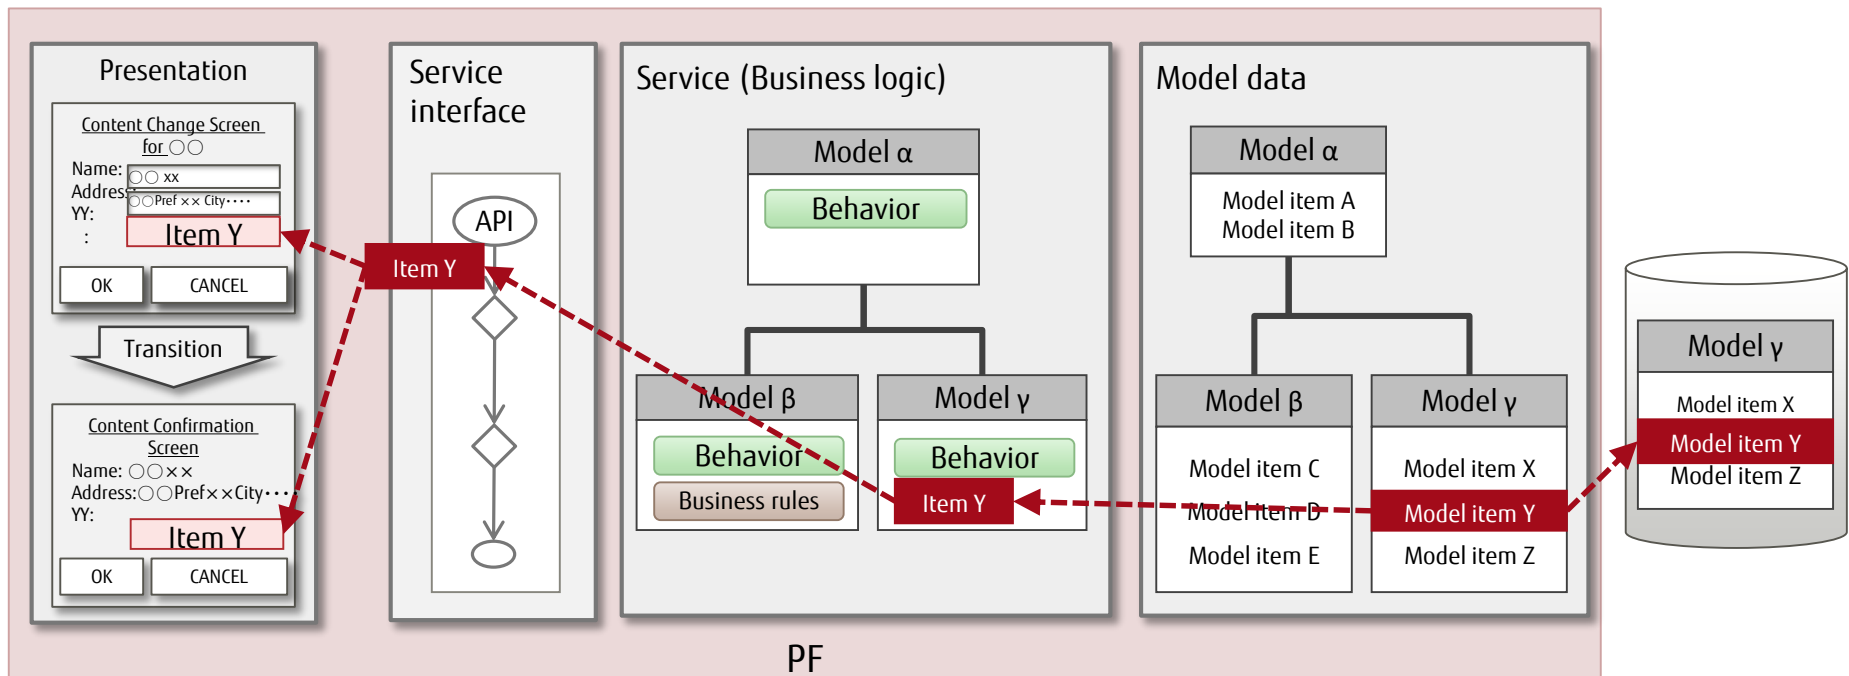 Presentation
Content Change Screen
for ○○
Name:
○○ xx
Address:
○○Pref ×× City････
YY:
Item Y
:
OK
CANCEL
Transition
Content Confirmation
Screen
Name: ○○××
Address:○○Pref××City････
YY:
Item Y
OK
CANCEL
Service
interface
API
Item Y
Service (Business logic)
Model α
Behavior
Model β
Behavior
Business rules
Model γ
Behavior
Item Y
Model data
Model α
Model item A
Model item B
Model β
Model item C
Model item D
Model item E
Model γ
Model item X
Model item Y
Model item Z
Model γ
Model item X
Model item Y
Model item Z
PF